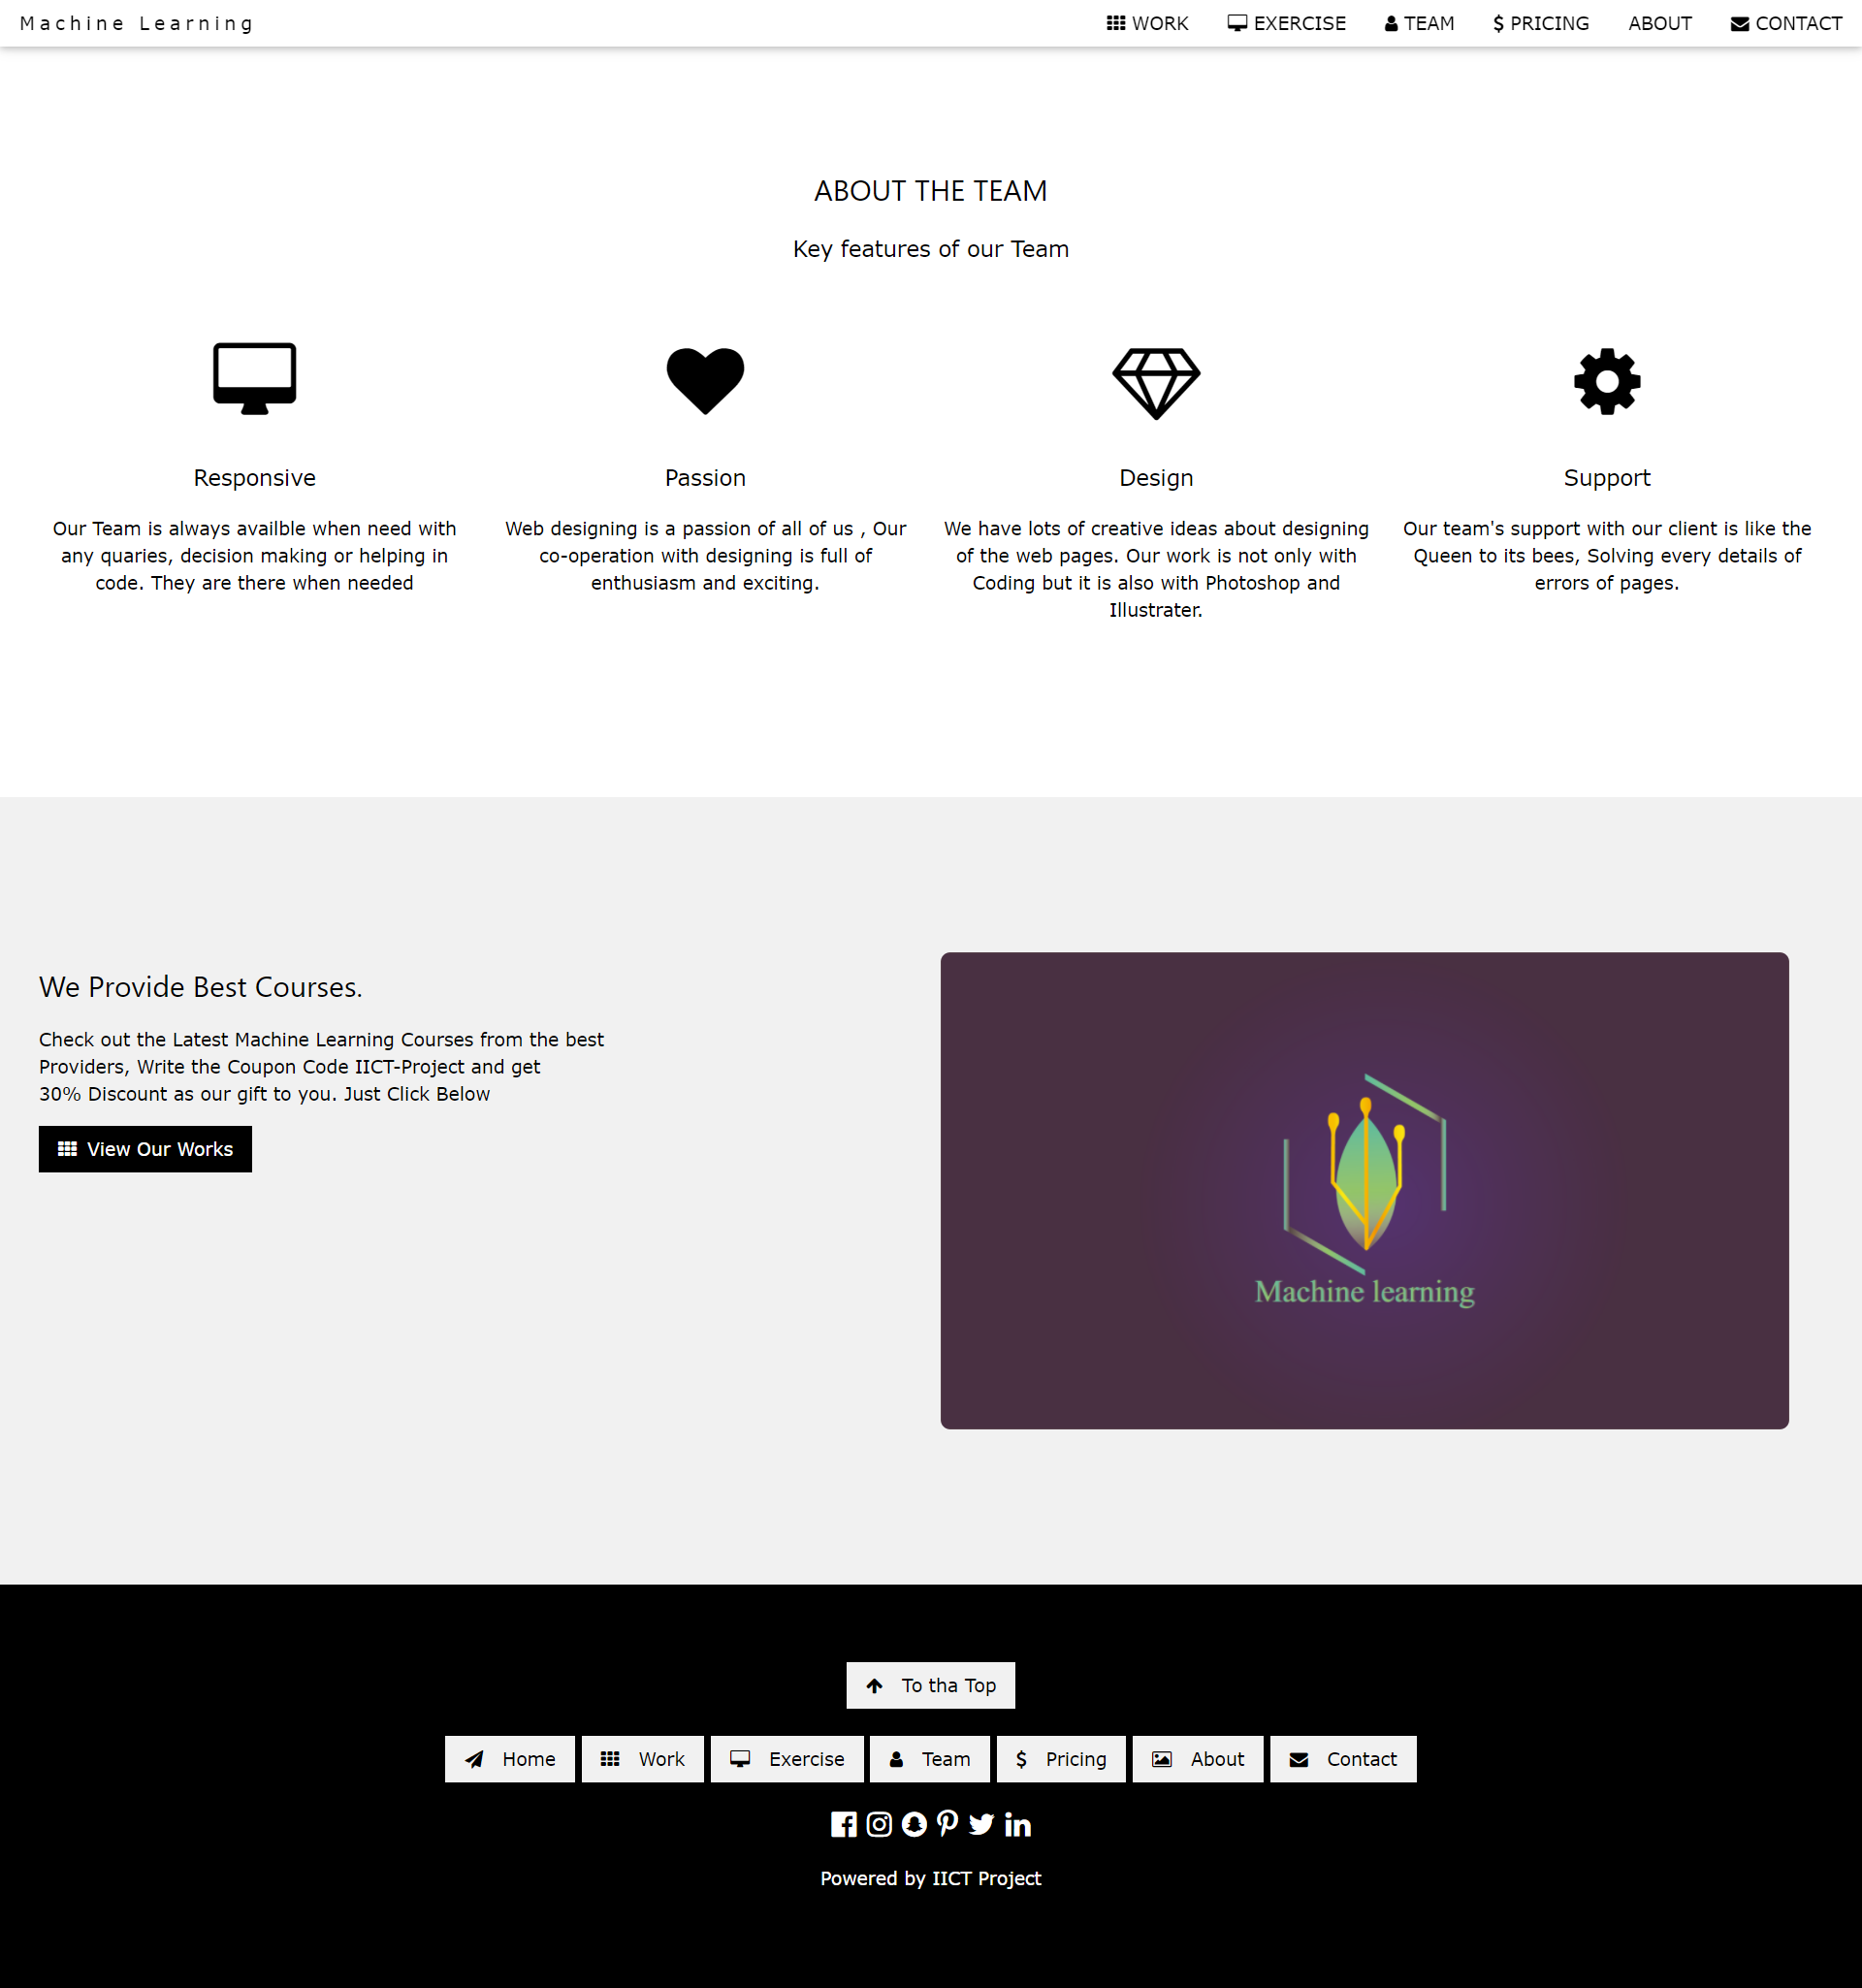 Machine Learning
WORK EXERCISE TEAM $ PRICING ABOUT CONTACT
ABOUT THE TEAM
Key features of our Team
Responsive
Our Team is always availble when need with
any quaries, decision making or helping in
code. They are there when needed
Passion
Web designing is a passion of all of us , Our
co-operation with designing is full of
enthusiasm and exciting.
Design
We have lots of creative ideas about designing
of the web pages. Our work is not only with
Coding but it is also with Photoshop and
Illustrater.
Support
Our team's support with our client is like the
Queen to its bees, Solving every details of
errors of pages.
We Provide Best Courses.
Check out the Latest Machine Learning Courses from the best
Providers, Write the Coupon Code IICT-Project and get
30% Discount as our gift to you. Just Click Below
View Our Works
Machine learning
To tha Top
Home Work Exercise Team $ Pricing About Contact
Powered by IICT Project